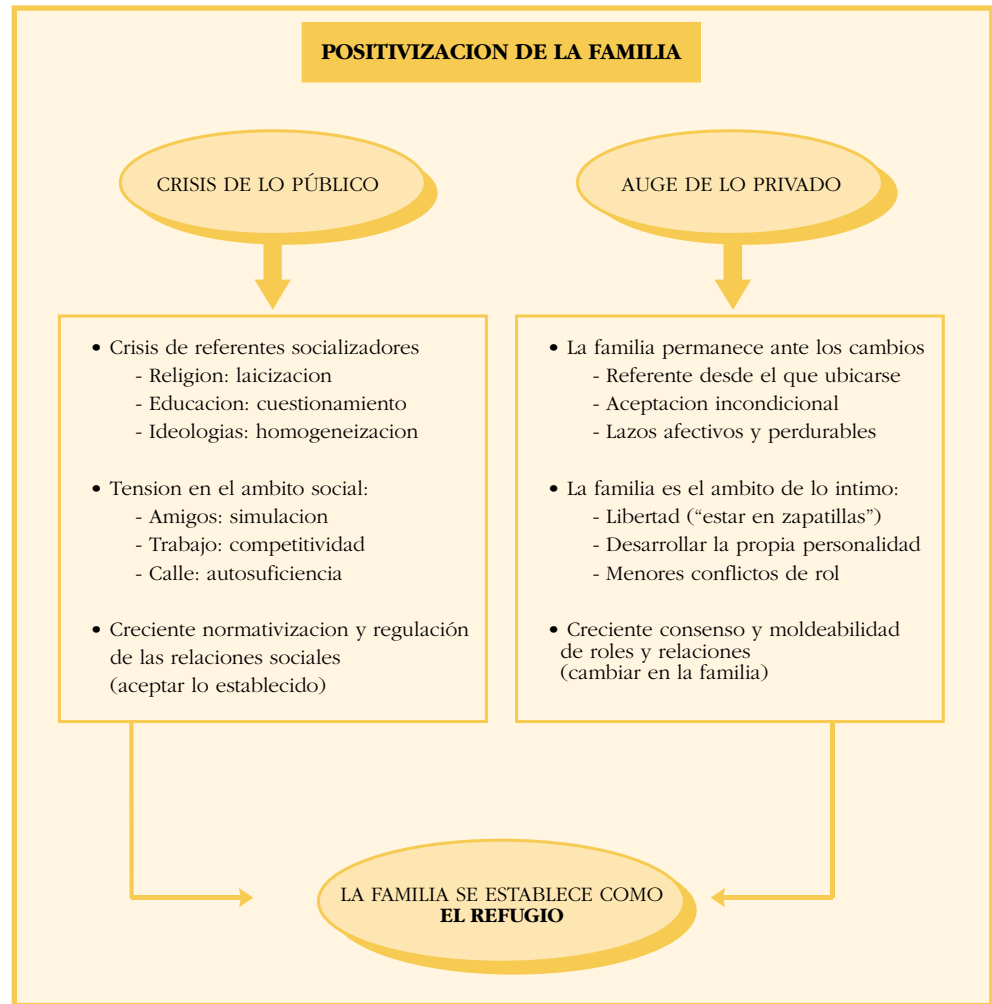 POSITIVIZACION DE LA FAMILIA
CRISIS DE LO PÚBLICO
• Crisis de referentes socializadores
- Religion: laicizacion
- Educacion: cuestionamiento
- Ideologias: homogeneizacion
• Tension en el ambito social:
- Amigos: simulacion
- Trabajo: competitividad
- Calle: autosuficiencia
• Creciente normativizacion y regulación
de las relaciones sociales
(aceptar lo establecido)
AUGE DE LO PRIVADO
• La familia permanece ante los cambios
- Referente desde el que ubicarse
- Aceptacion incondicional
- Lazos afectivos y perdurables
• La familia es el ambito de lo intimo:
- Libertad (“estar en zapatillas”)
- Desarrollar la propia personalidad
- Menores conflictos de rol
• Creciente consenso y moldeabilidad
de roles y relaciones
(cambiar en la familia)
LA FAMILIA SE ESTABLECE COMO
EL REFUGIO